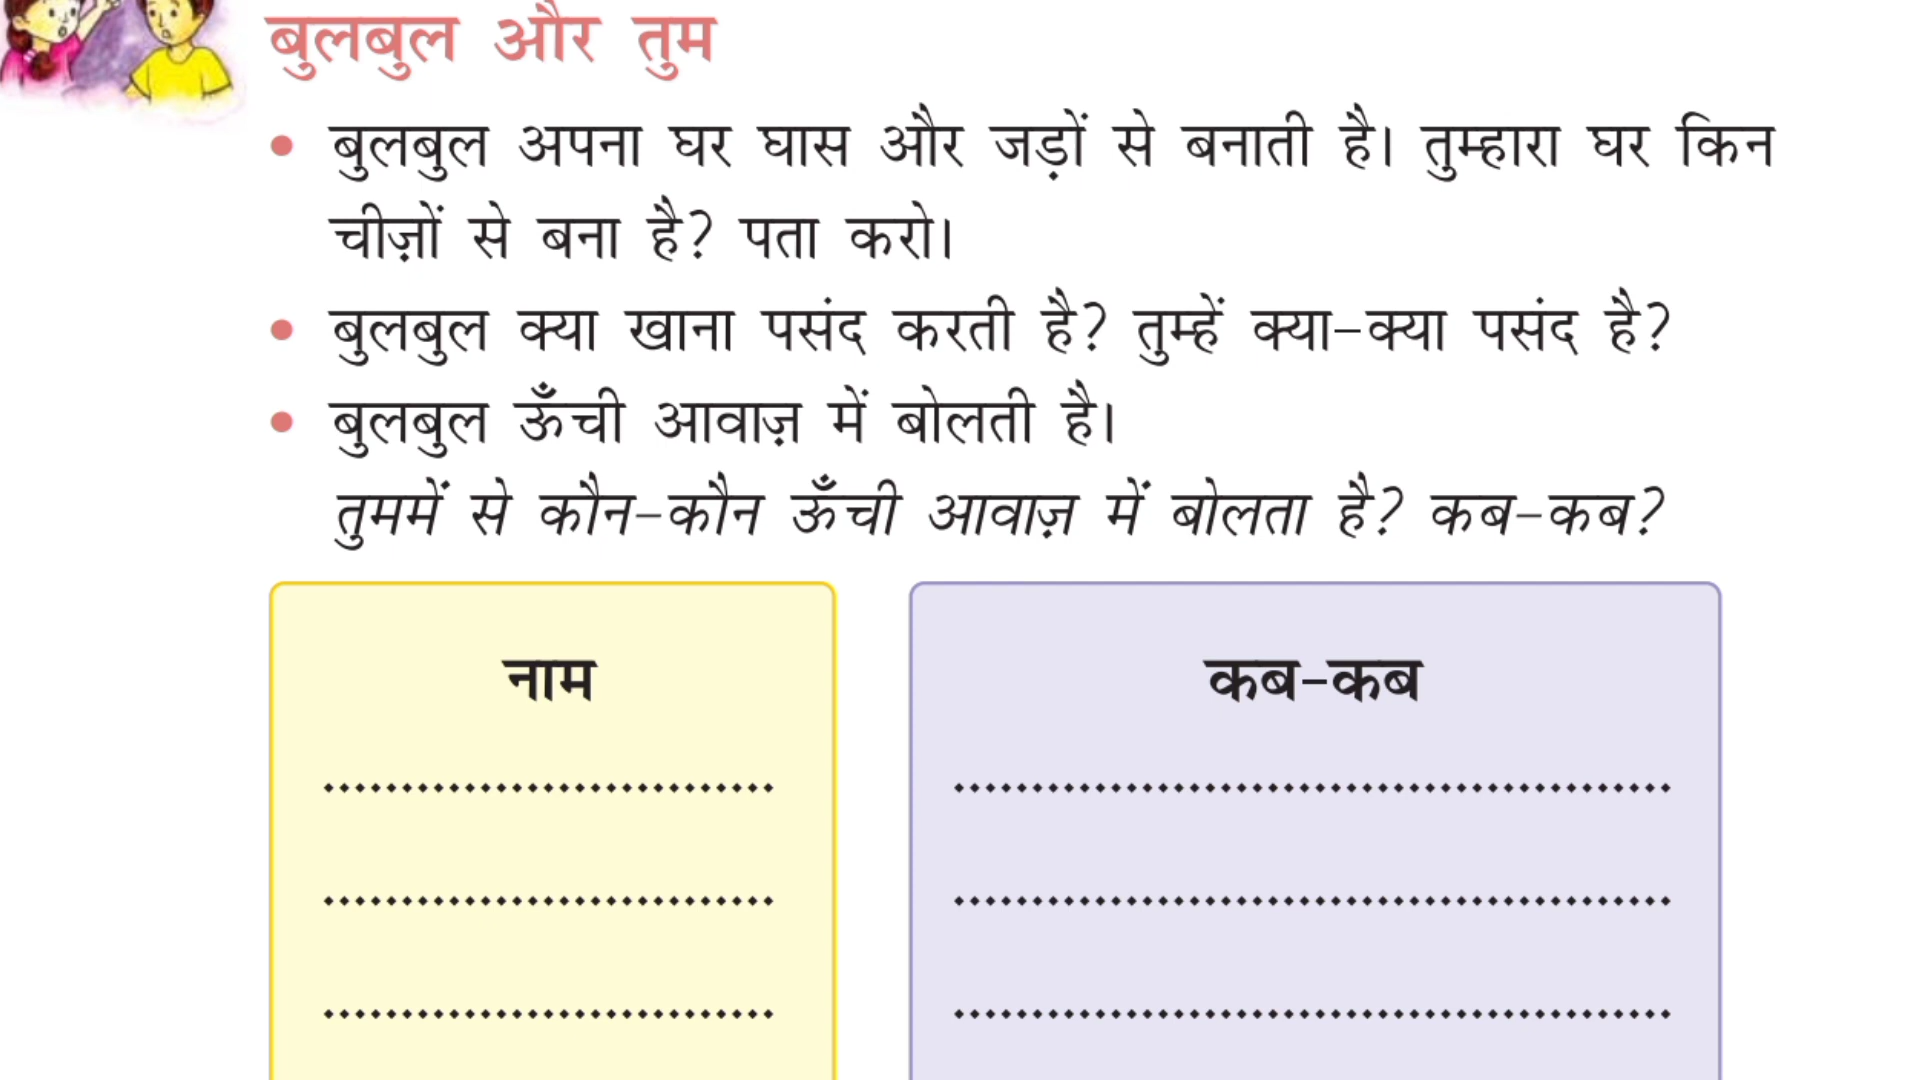 बुलबुल और तुम
• बुलबुल अपना घर घास और जड़ों से बनाती है। तुम्हारा घर किन
चीज़ों से बना है? पता करो।
• बुलबुल क्या खाना पसंद करती है? तुम्हें क्या-क्या पसंद है?
• बुलबुल ऊँची आवाज़ में बोलती है।
तुममें से कौन-कौन ऊँची आवाज़ में बोलता है? कब-कब?
नाम
कब-कब